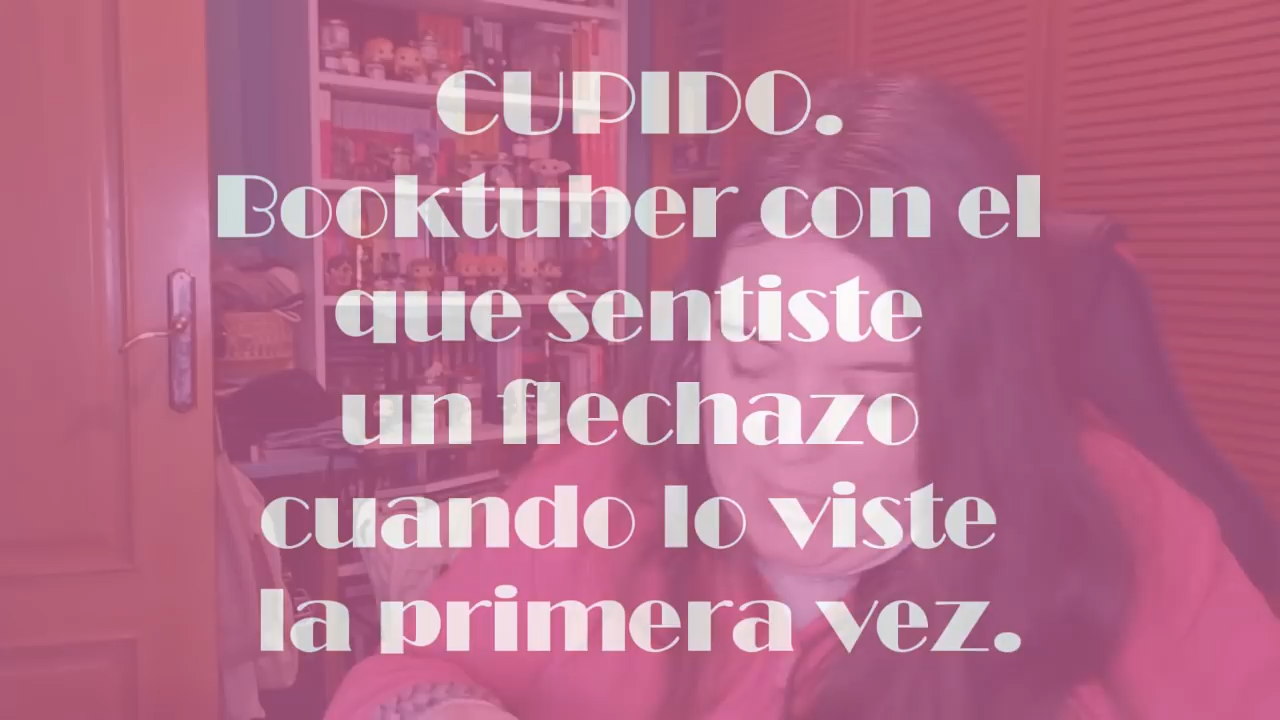 CUPIDO.
Booktuber con el
que sentiste
un flechazo
cuando lo viste
la primera vez.